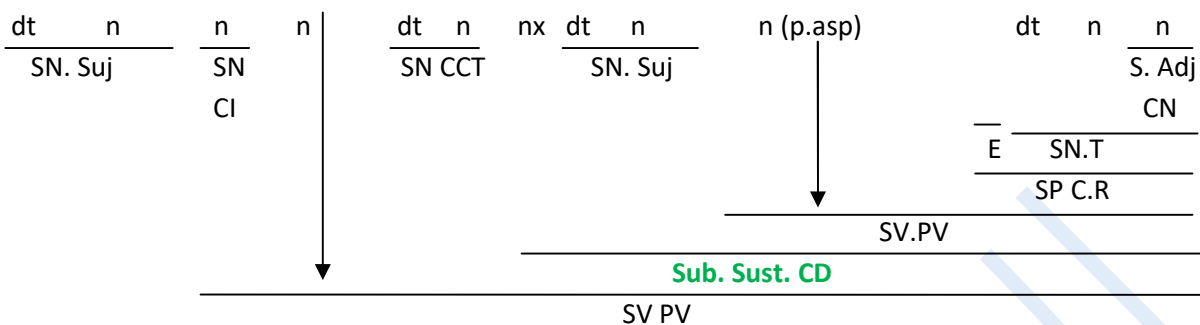 dt n n n dt n nx dt n n (p.asp) dt n n
SN. Suj SN SN CCT SN. Suj S. Adj
CI CN
E SN.T
SP C.R
SV.PV
Sub. Sust. CD
SV PV